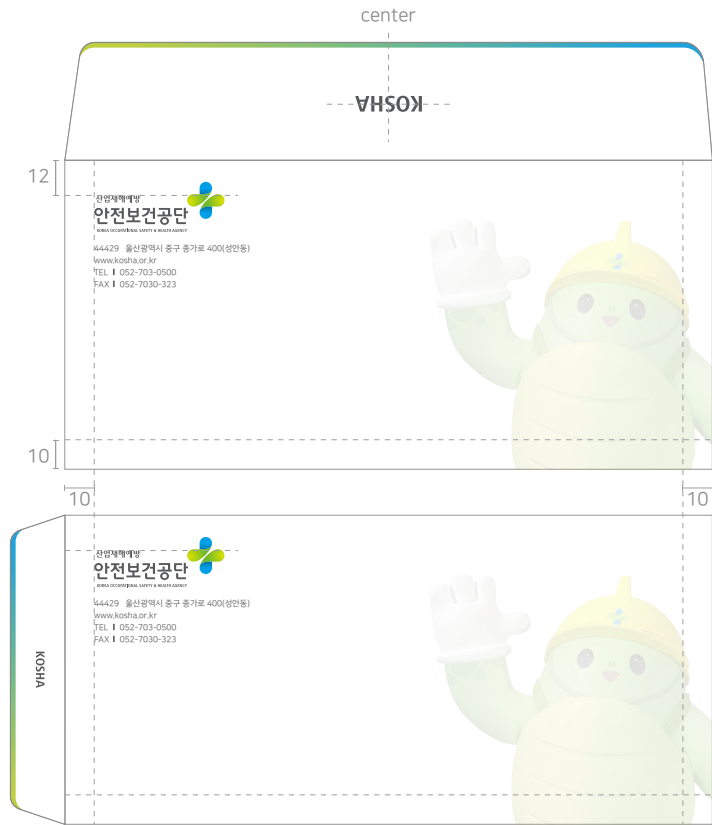 center
KOSHA
12
산업재해예방
안전보건공단
KOREA OCCUPATIONAL SAFETY & HEALTH AGENCY
44429 울산광역시 중구 종가로 400(성안동)
www.kosha.or.kr
TEL I 052-703-0500
FAX I 052-7030-323
10
10 10
산업재해예방
안전보건공단
KOREA OCCUPATIONAL SAFETY & HEALTH AGENCY
44429 울산광역시 중구 종가로 400(성안동)
www.kosha.or.kr
TEL I 052-703-0500
FAX I 052-7030-323
KOSHA